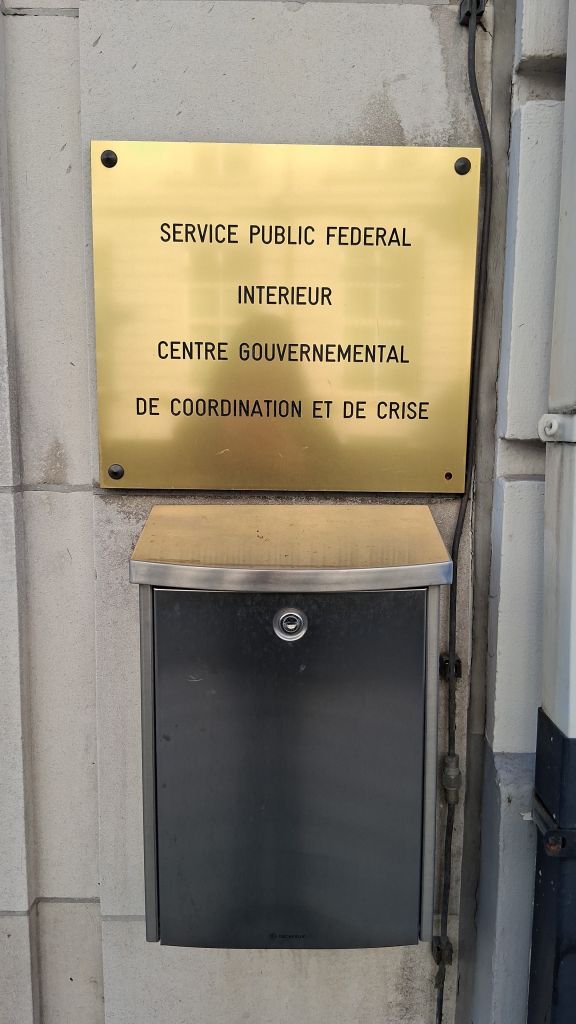 SERVICE PUBLIC FEDERAL
INTERIEUR
CENTRE GOUVERNEMENTAL
DE COORDINATION ET DE CRISE